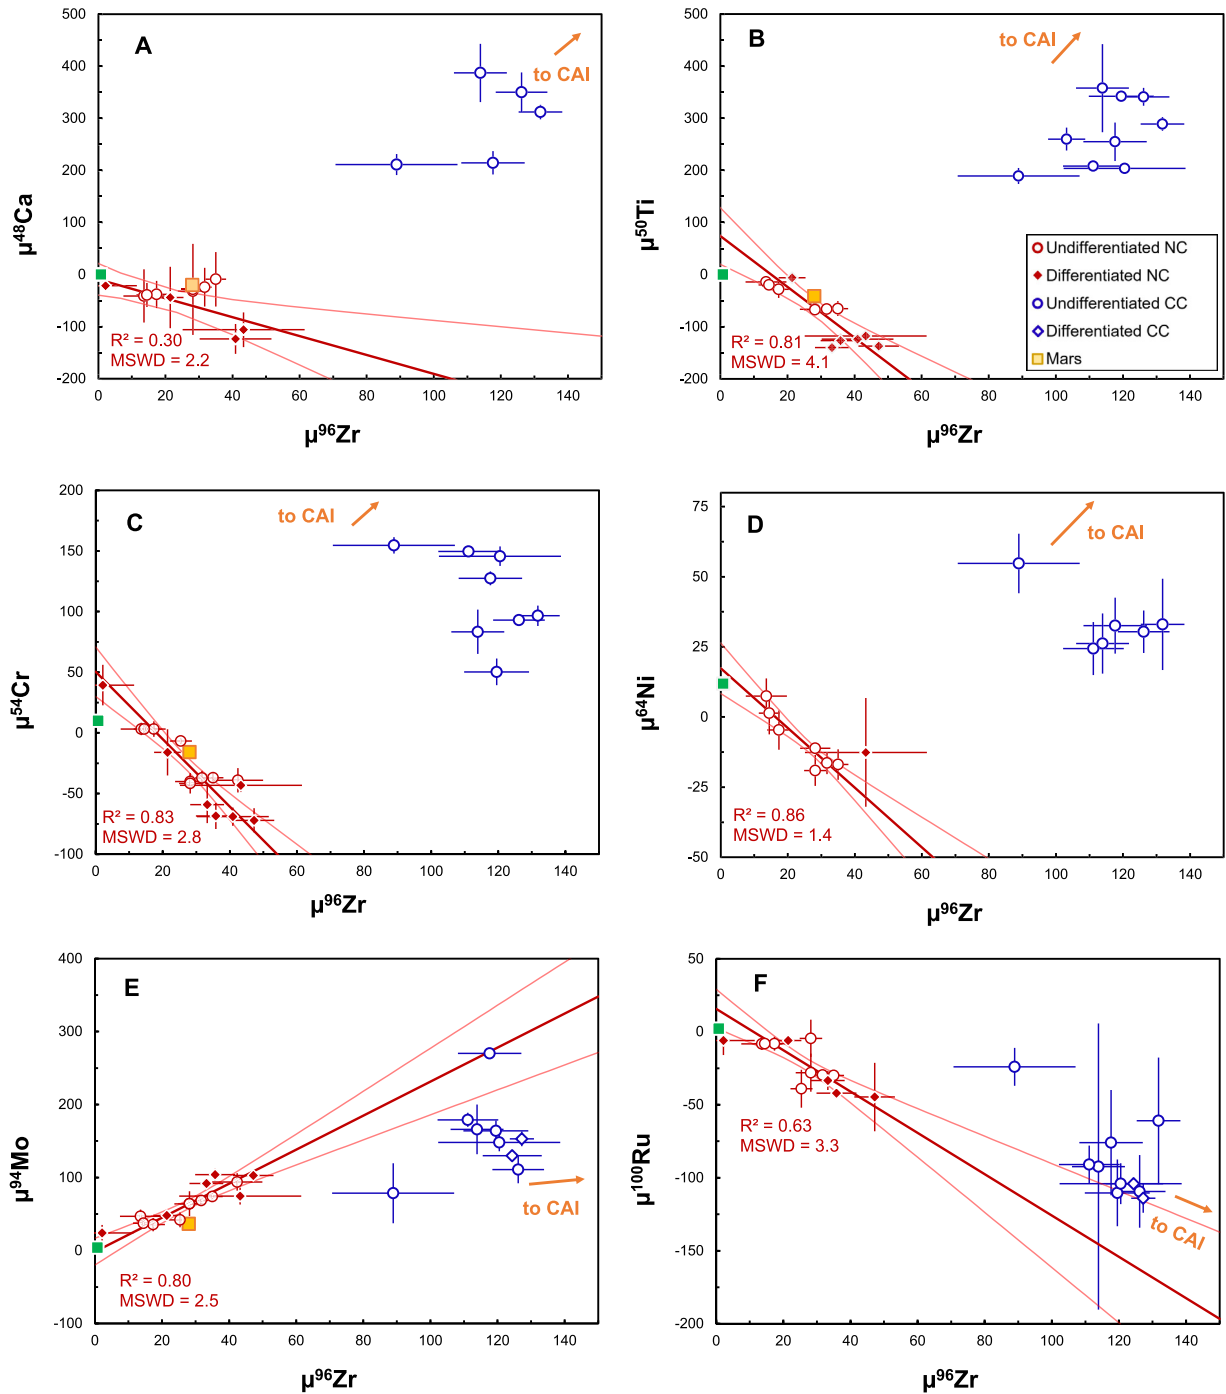 A
500
400
300
200
100
0
-100
-200
to CAI
R² = 0.30
MSWD = 2.2
0 20 40 60 80 100 120 140
μ⁹⁶Zr
μ⁴⁸Ca
B
500
400
300
200
100
0
-100
-200
to CAI
Undifferentiated NC
Differentiated NC
Undifferentiated CC
Differentiated CC
Mars
R² = 0.81
MSWD = 4.1
0 20 40 60 80 100 120 140
μ⁹⁶Zr
μ⁵⁰Ti
C
200
150
100
50
0
-50
-100
to CAI
R² = 0.83
MSWD = 2.8
0 20 40 60 80 100 120 140
μ⁹⁶Zr
μ⁵⁴Cr
D
75
50
25
0
-25
-50
to CAI
R² = 0.86
MSWD = 1.4
0 20 40 60 80 100 120 140
μ⁹⁶Zr
μ⁶⁴Ni
E
400
300
200
100
0
-100
to CAI
R² = 0.80
MSWD = 2.5
0 20 40 60 80 100 120 140
μ⁹⁶Zr
μ⁹⁴Mo
F
50
0
-50
-100
-150
-200
to CAI
R² = 0.63
MSWD = 3.3
0 20 40 60 80 100 120 140
μ⁹⁶Zr
μ¹⁰⁰Ru